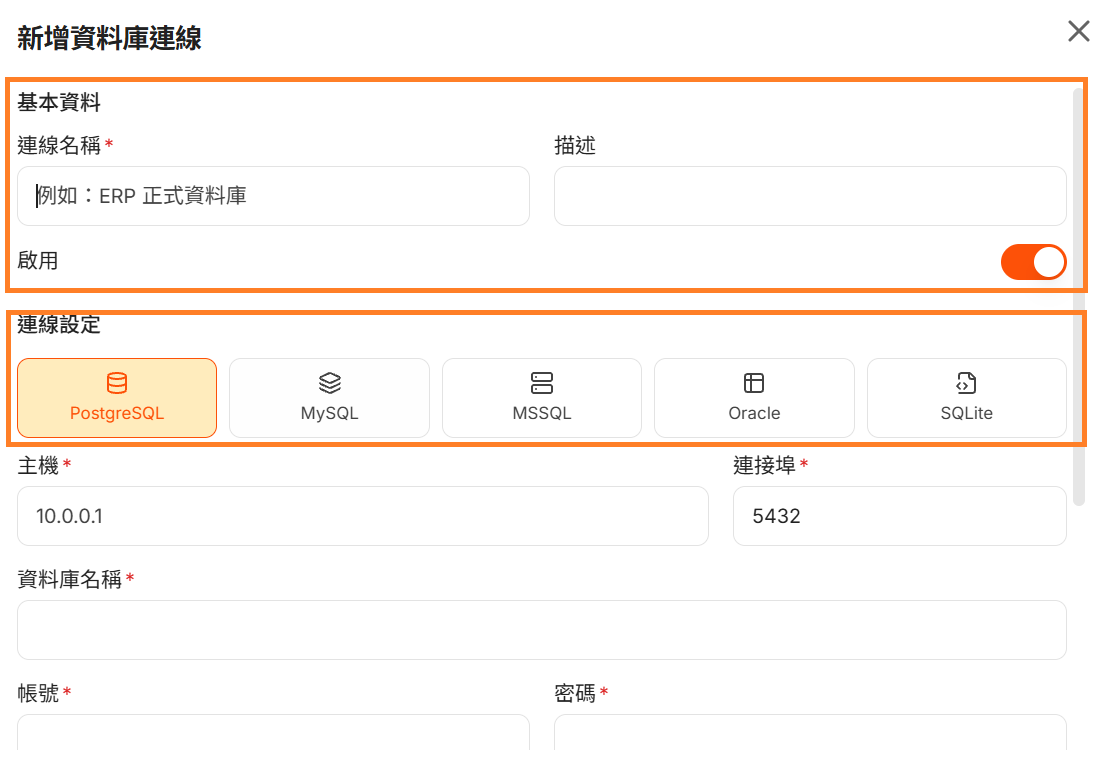 新增資料庫連線
基本資料
連線名稱*
描述
例如：ERP 正式資料庫
啟用
連線設定
PostgreSQL
MySQL
MSSQL
Oracle
SQLite
主機*
連接埠*
10.0.0.1
5432
資料庫名稱*
帳號*
密碼*